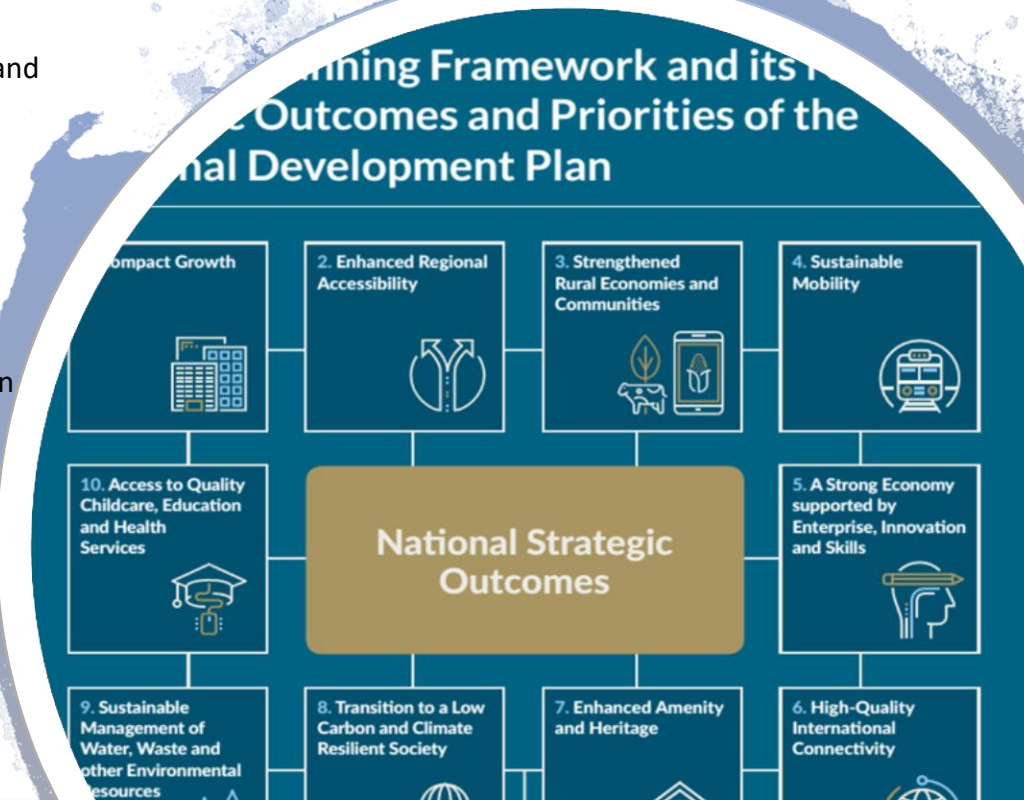 and
n
nning Framework and its
Outcomes and Priorities of the
nal Development Plan
ompact Growth
2. Enhanced Regional
Accessibility
3. Strengthened
Rural Economies and
Communities
4. Sustainable
Mobility
10. Access to Quality
Childcare, Education
and Health
Services
National Strategic
Outcomes
5. A Strong Economy
supported by
Enterprise, Innovation
and Skills
9. Sustainable
Management of
Water, Waste and
other Environmental
esources
8. Transition to a Low
Carbon and Climate
Resilient Society
7. Enhanced Amenity
and Heritage
6. High-Quality
International
Connectivity